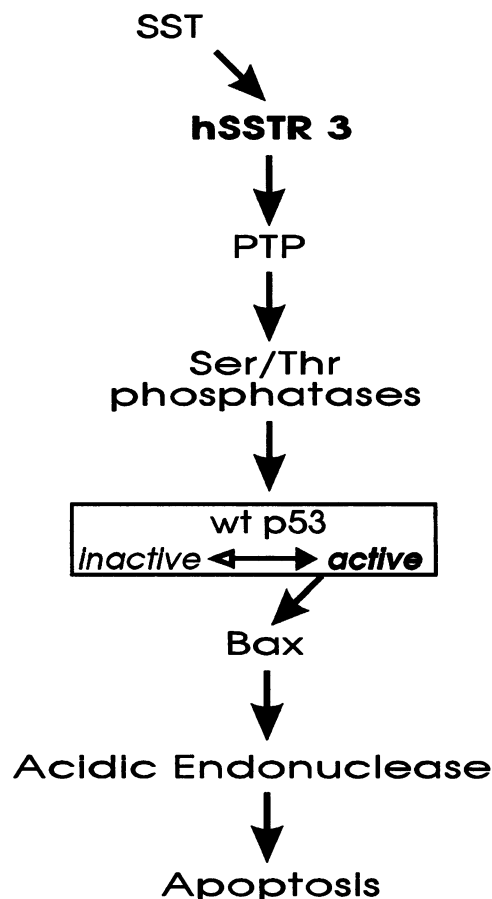 SST
hSSTR 3
PTP
Ser/Thr
phosphatases
wt p53
inactive active
Bax
Acidic Endonuclease
Apoptosis